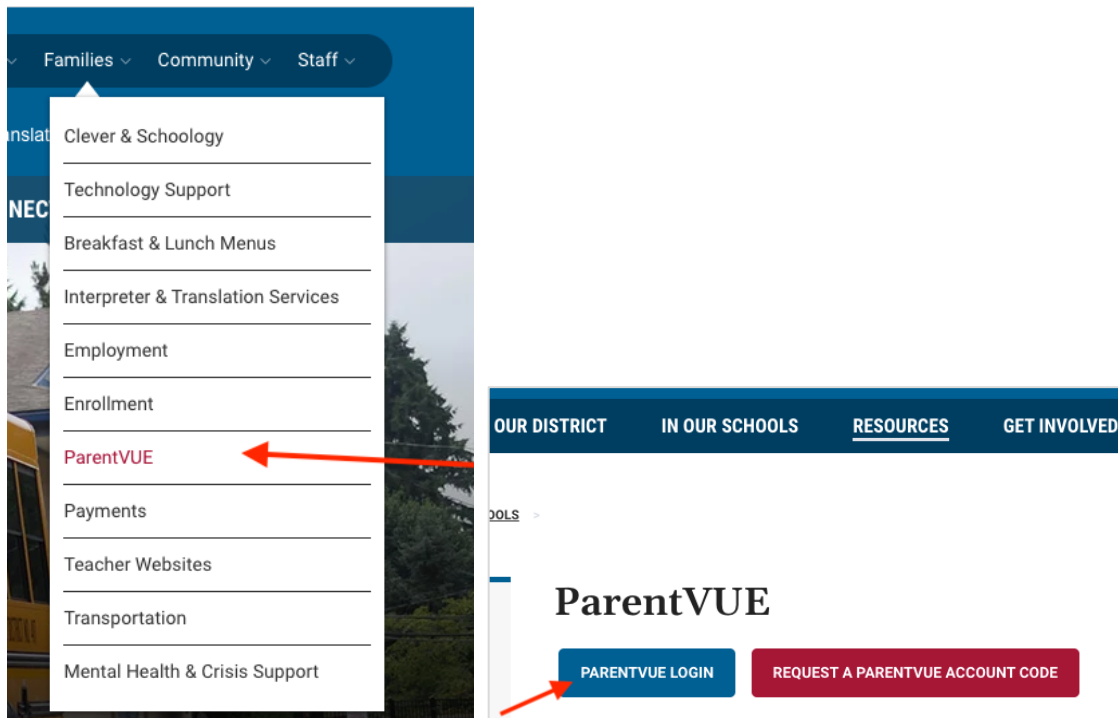 Families
Community
Staff
Clever & Schoology
Technology Support
Breakfast & Lunch Menus
Interpreter & Translation Services
Employment
Enrollment
ParentVUE
Payments
Teacher Websites
Transportation
Mental Health & Crisis Support
OUR DISTRICT
IN OUR SCHOOLS
RESOURCES
GET INVOLVED
ParentVUE
PARENTVUE LOGIN
REQUEST A PARENTVUE ACCOUNT CODE